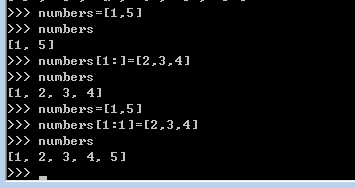 >>> numbers=[1,5]
>>> numbers
[1, 5]
>>> numbers[1:]=[2,3,4]
>>> numbers
[1, 2, 3, 4]
>>> numbers=[1,5]
>>> numbers[1:1]=[2,3,4]
>>> numbers
[1, 2, 3, 4, 5]
>>> _